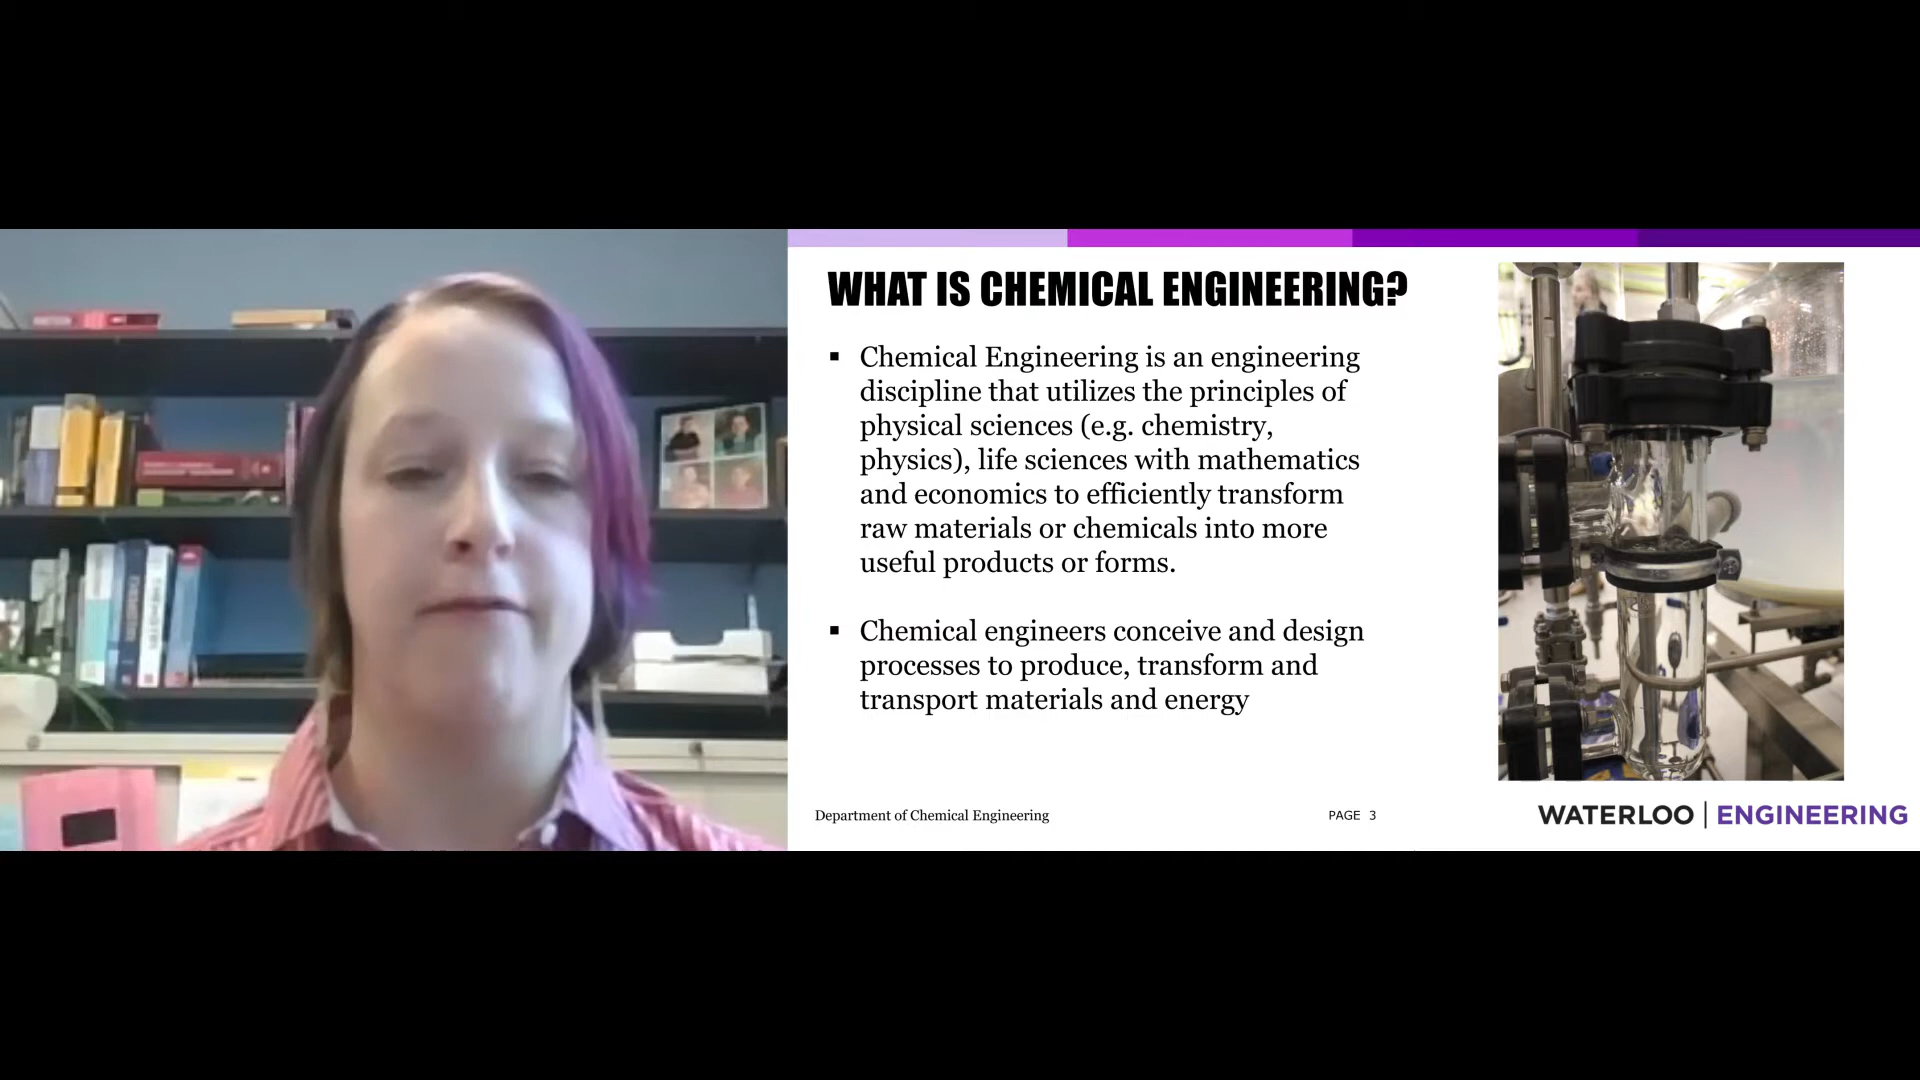 WHAT IS CHEMICAL ENGINEERING?
▪ Chemical Engineering is an engineering
discipline that utilizes the principles of
physical sciences (e.g. chemistry,
physics), life sciences with mathematics
and economics to efficiently transform
raw materials or chemicals into more
useful products or forms.
▪ Chemical engineers conceive and design
processes to produce, transform and
transport materials and energy
Department of Chemical Engineering
PAGE 3
WATERLOO | ENGINEERING